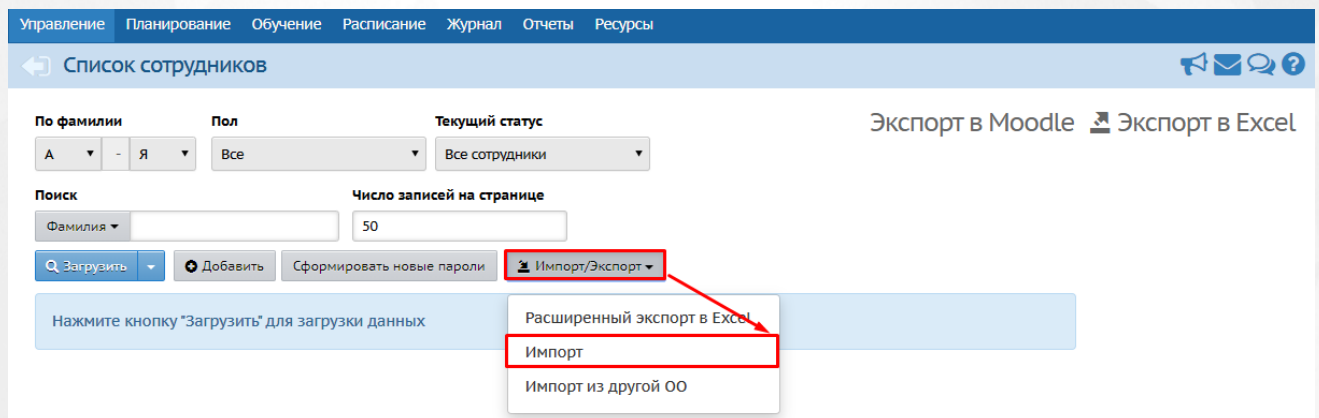 Управление Планирование Обучение Расписание Журнал Отчеты Ресурсы
Список сотрудников
Экспорт в Moodle Экспорт в Excel
По фамилии Пол Текущий статус
А - Я Все Все сотрудники
Поиск Число записей на странице
Фамилия 50
Загрузить Добавить Сформировать новые пароли Импорт/Экспорт
Нажмите кнопку "Загрузить" для загрузки данных
Расширенный экспорт в Excel
Импорт
Импорт из другой ОО